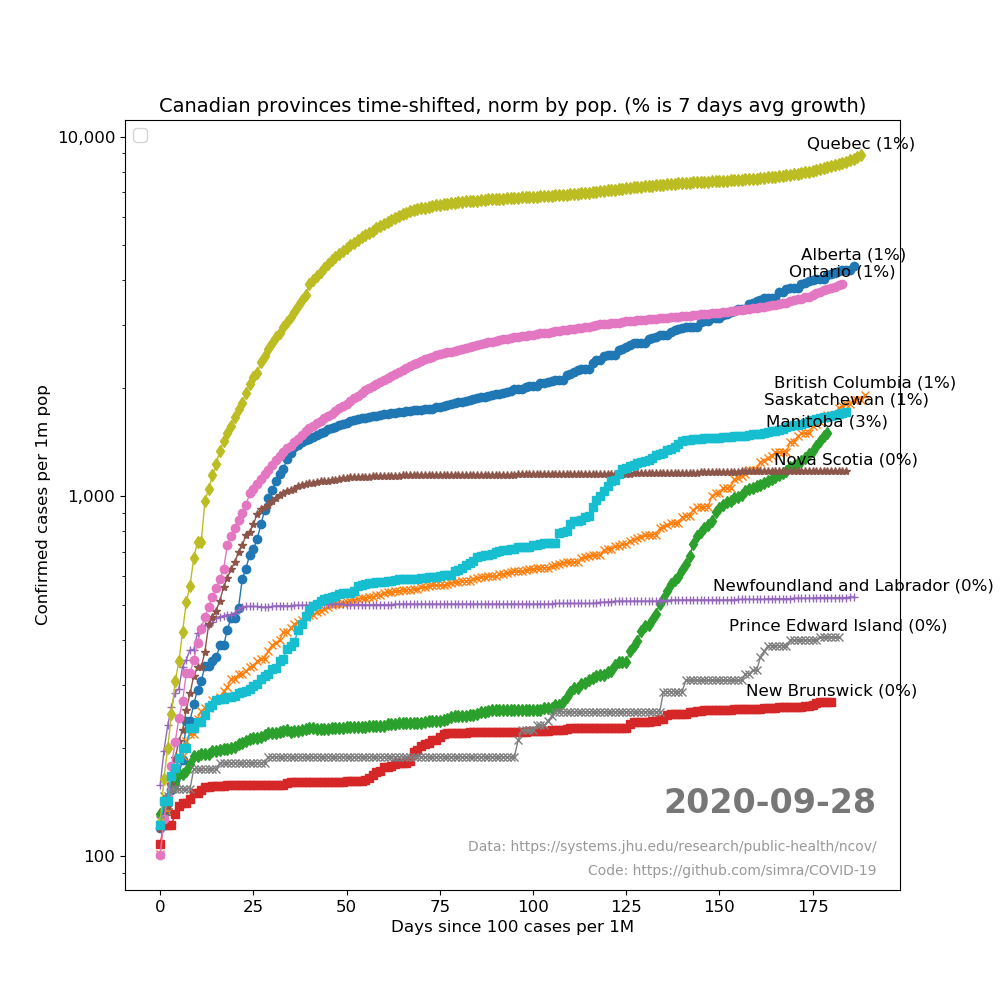 Canadian provinces time-shifted, norm by pop. (% is 7 days avg growth)
10,000
1,000
100
Confirmed cases per 1m pop
Quebec (1%)
Alberta (1%)
Ontario (1%)
British Columbia (1%)
Saskatchewan (1%)
Manitoba (3%)
Nova Scotia (0%)
Newfoundland and Labrador (0%)
Prince Edward Island (0%)
New Brunswick (0%)
2020-09-28
Data: https://systems.jhu.edu/research/public-health/ncov/
Code: https://github.com/simra/COVID-19
0 25 50 75 100 125 150 175
Days since 100 cases per 1M